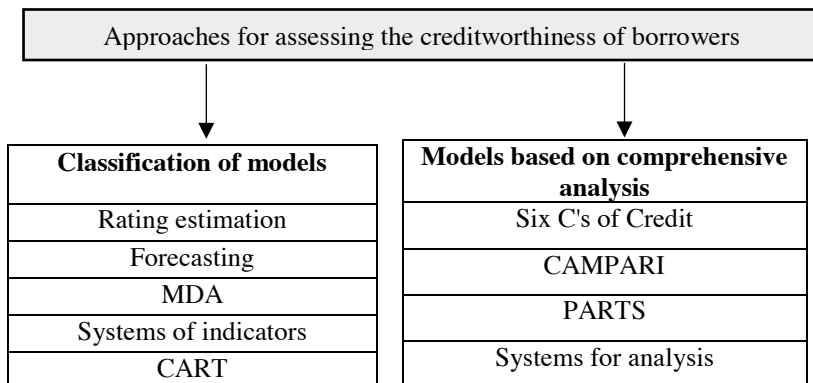 Approaches for assessing the creditworthiness of borrowers
Classification of models
Rating estimation
Forecasting
MDA
Systems of indicators
CART
Models based on comprehensive
analysis
Six C's of Credit
CAMPARI
PARTS
Systems for analysis